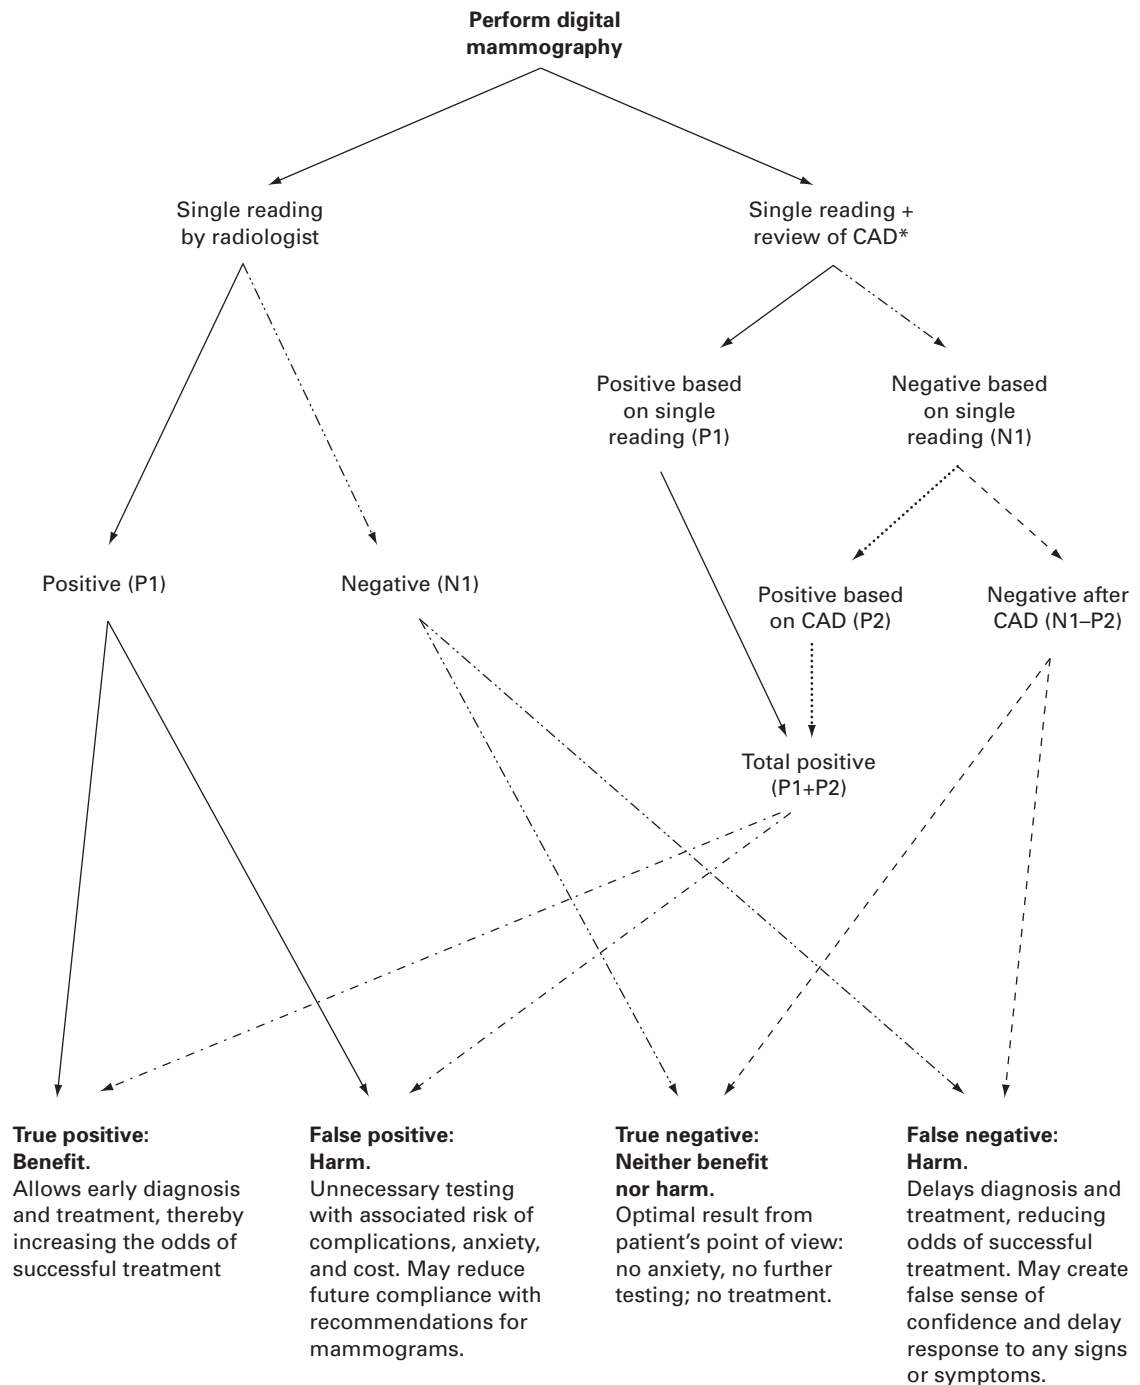 Perform digital
mammography
Single reading
by radiologist
Single reading +
review of CAD*
Positive based
on single
reading (P1)
Negative based
on single
reading (N1)
Positive (P1)
Negative (N1)
Positive based
on CAD (P2)
Negative after
CAD (N1–P2)
Total positive
(P1+P2)
True positive:
Benefit.
Allows early diagnosis
and treatment, thereby
increasing the odds of
successful treatment
False positive:
Harm.
Unnecessary testing
with associated risk of
complications, anxiety,
and cost. May reduce
future compliance with
recommendations for
mammograms.
True negative:
Neither benefit
nor harm.
Optimal result from
patient’s point of view:
no anxiety, no further
testing; no treatment.
False negative:
Harm.
Delays diagnosis and
treatment, reducing
odds of successful
treatment. May create
false sense of
confidence and delay
response to any signs
or symptoms.